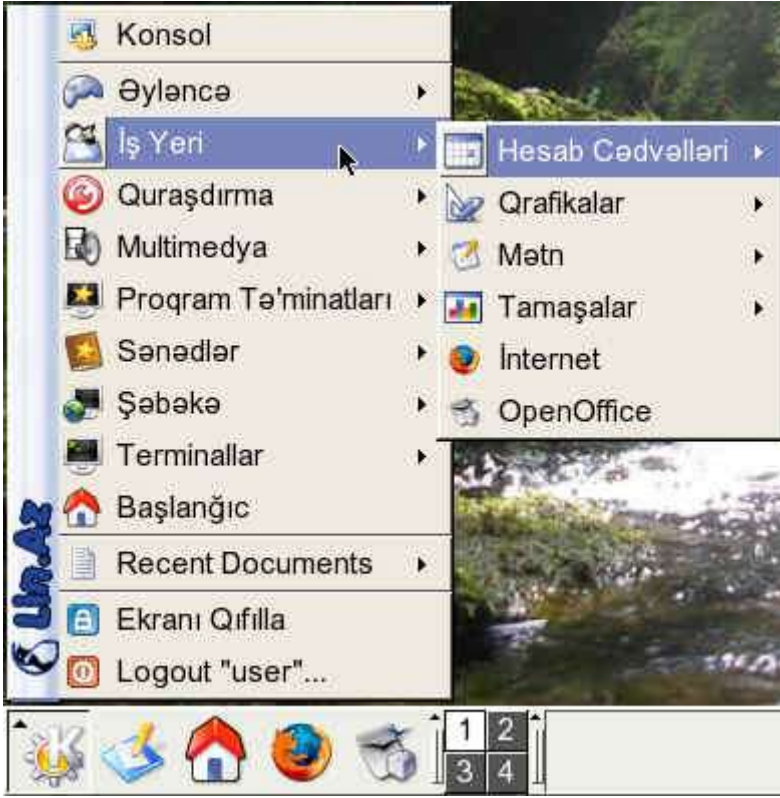 Konsol
Əyləncə
İş Yeri
Quraşdırma
Multimedya
Proqram Tə'minatları
Sənədlər
Şəbəkə
Terminallar
Başlanğıc
Recent Documents
Ekranı Qıfılla
Logout "user"...
Lin.Az
Hesab Cədvəlləri
Qrafikalar
Mətn
Tamaşalar
İnternet
OpenOffice
1 2
3 4